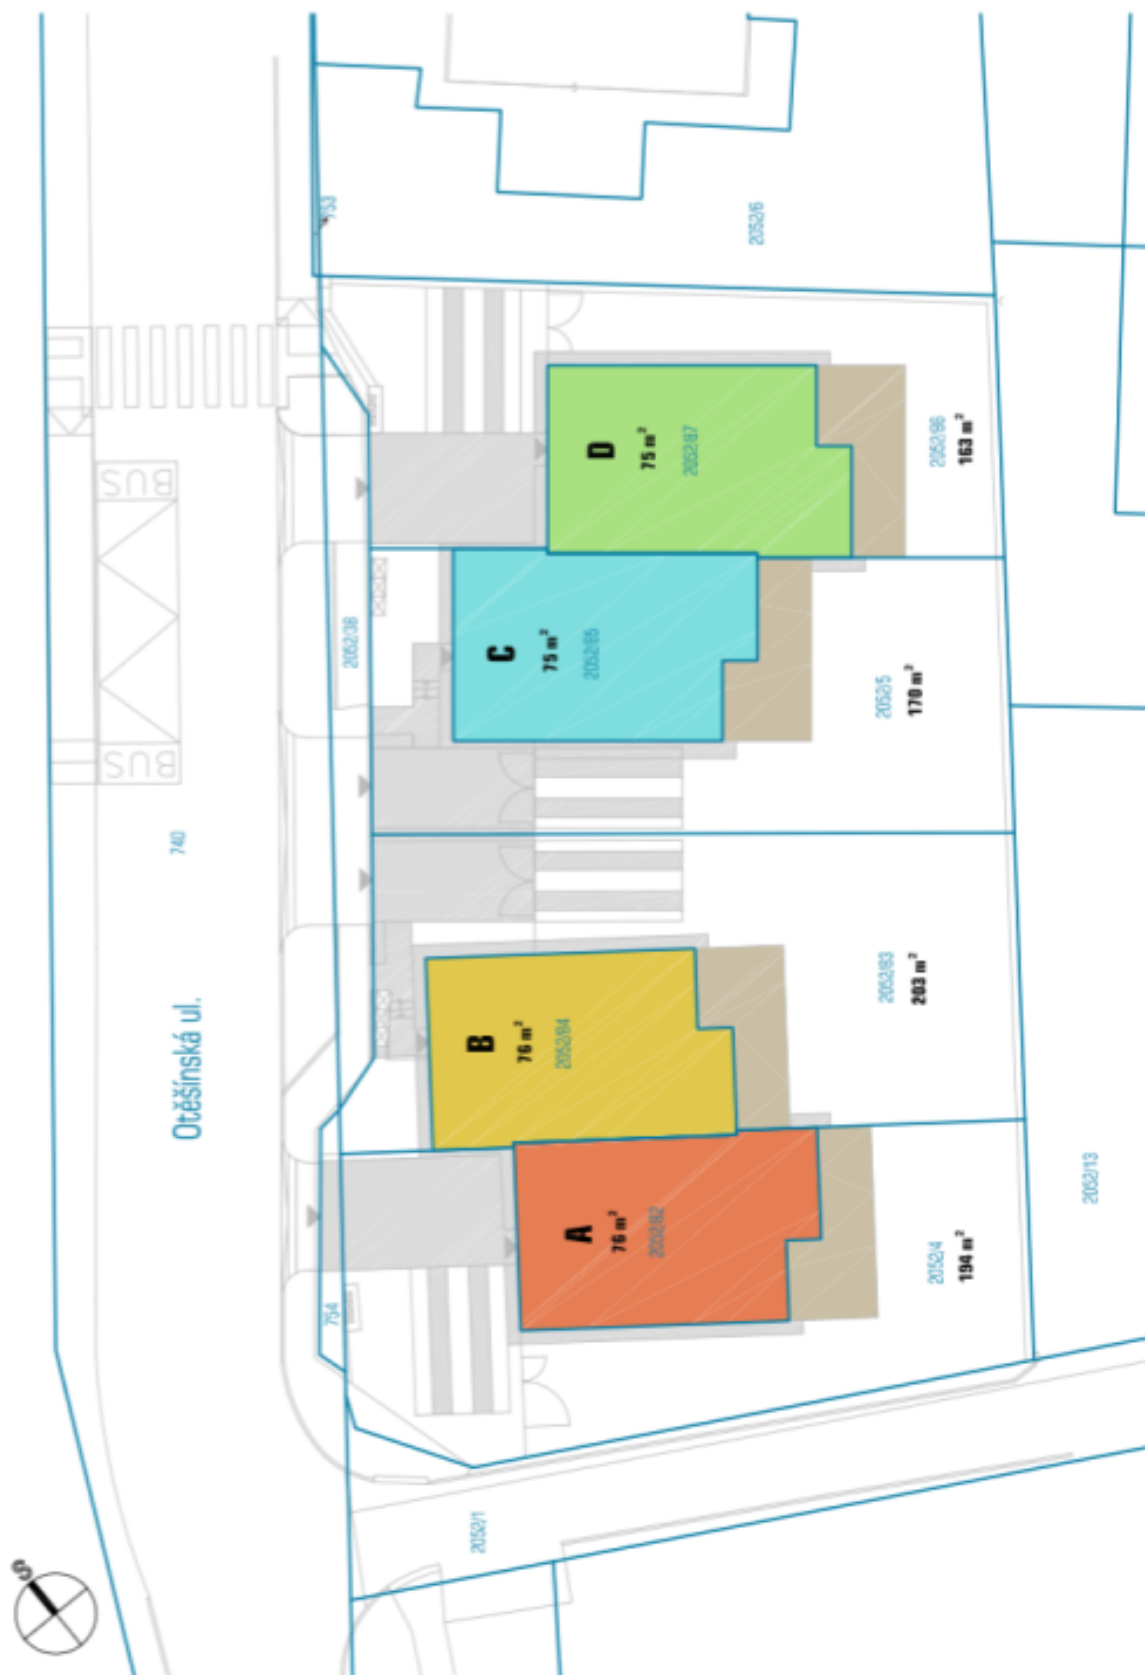 753
2052/6
D
75 m²
2052/87
2052/86
163 m²
BUS
BUS
2052/38
C
75 m²
2052/85
2052/5
170 m²
740
Otěšínská ul.
B
76 m²
2052/84
2052/83
203 m²
A
76 m²
2052/82
2052/4
194 m²
2052/13
754
2052/1
S